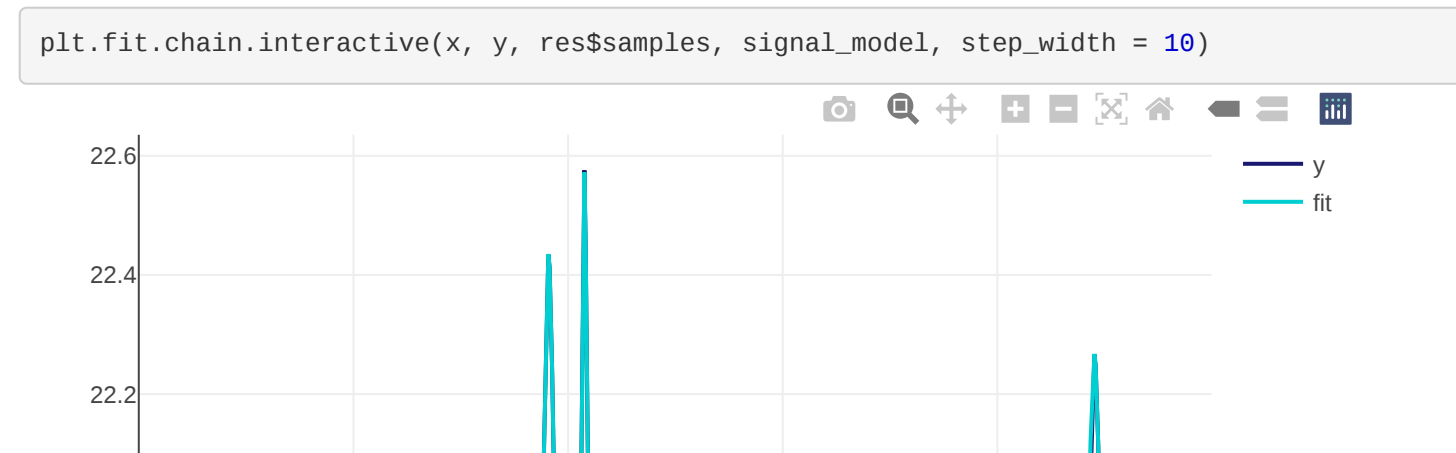 plt.fit.chain.interactive(x, y, res$samples, signal_model, step_width = 10)
22.6
y
fit
22.4
22.2